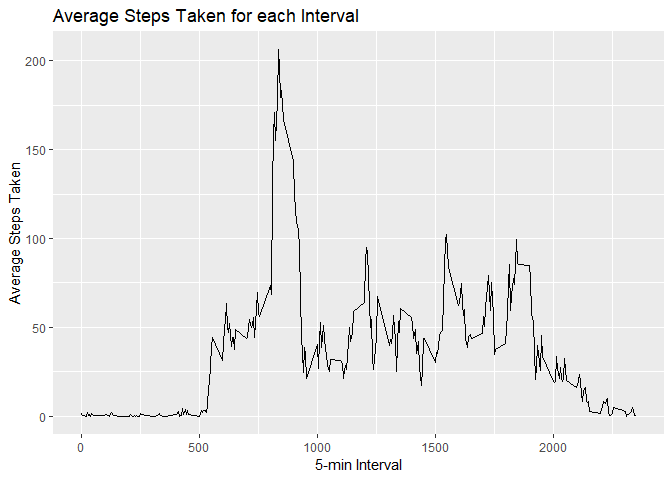 Average Steps Taken for each Interval
200
150
100
50
0
Average Steps Taken
0 500 1000 1500 2000
5-min Interval